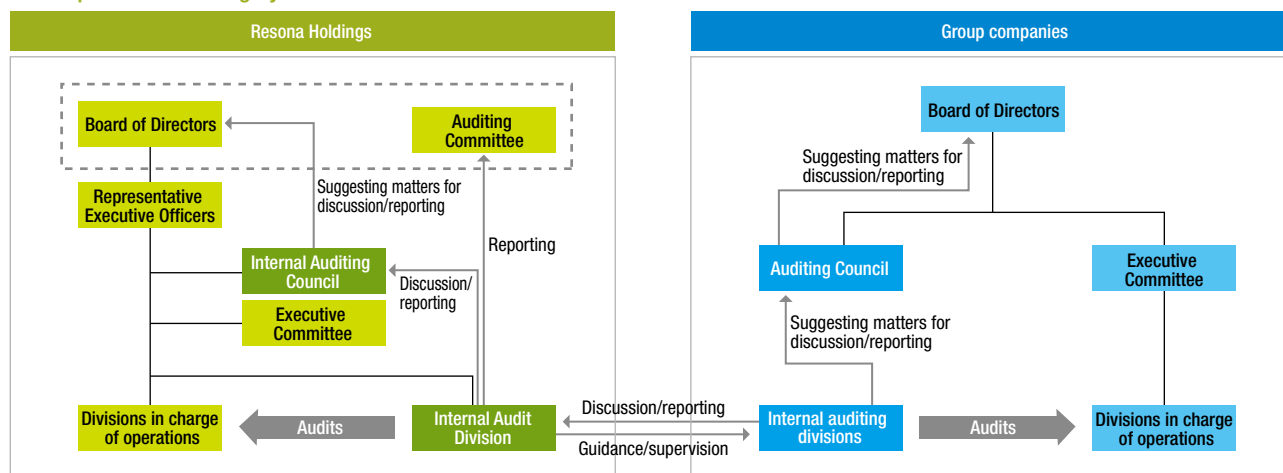 Resona Holdings
Group companies
Board of Directors
Auditing
Committee
Representative
Executive Officers
Suggesting matters for
discussion/reporting
Reporting
Internal Auditing
Council
Discussion/
reporting
Executive
Committee
Divisions in charge
of operations
Audits
Internal Audit
Division
Discussion/reporting
Guidance/supervision
Board of Directors
Suggesting matters for
discussion/reporting
Auditing Council
Executive
Committee
Suggesting matters for
discussion/reporting
Internal auditing
divisions
Audits
Divisions in charge
of operations